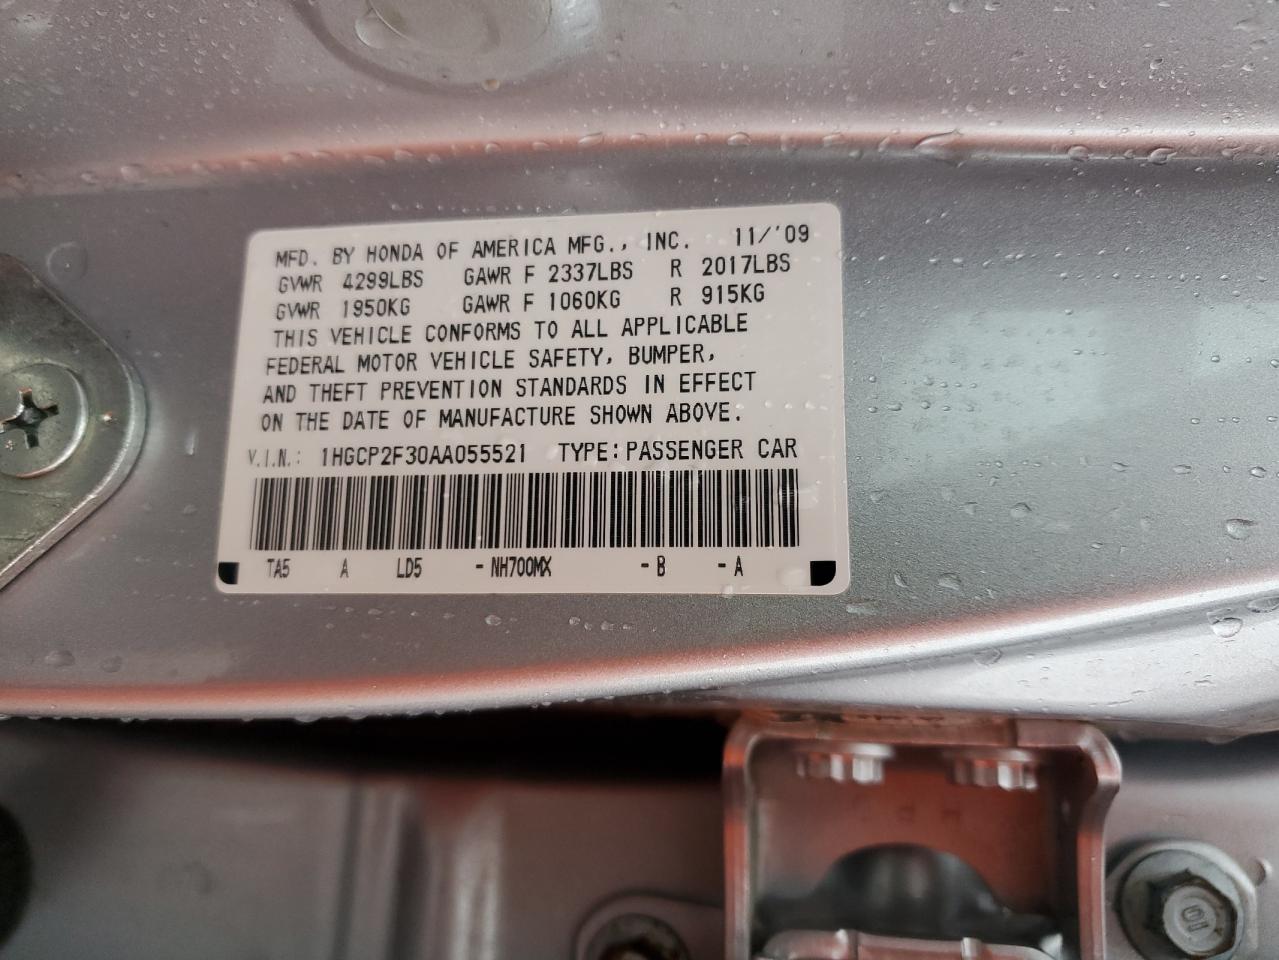 MFD. BY HONDA OF AMERICA MFG., INC. 11/'09
GVWR 4299LBS GAWR F 2337LBS R 2017LBS
GVWR 1950KG GAWR F 1060KG R 915KG
THIS VEHICLE CONFORMS TO ALL APPLICABLE
FEDERAL MOTOR VEHICLE SAFETY, BUMPER,
AND THEFT PREVENTION STANDARDS IN EFFECT
ON THE DATE OF MANUFACTURE SHOWN ABOVE.
V.I.N.: 1HGCP2F30AA055521 TYPE: PASSENGER CAR
TA5 A LD5 -NH700MX -B -A